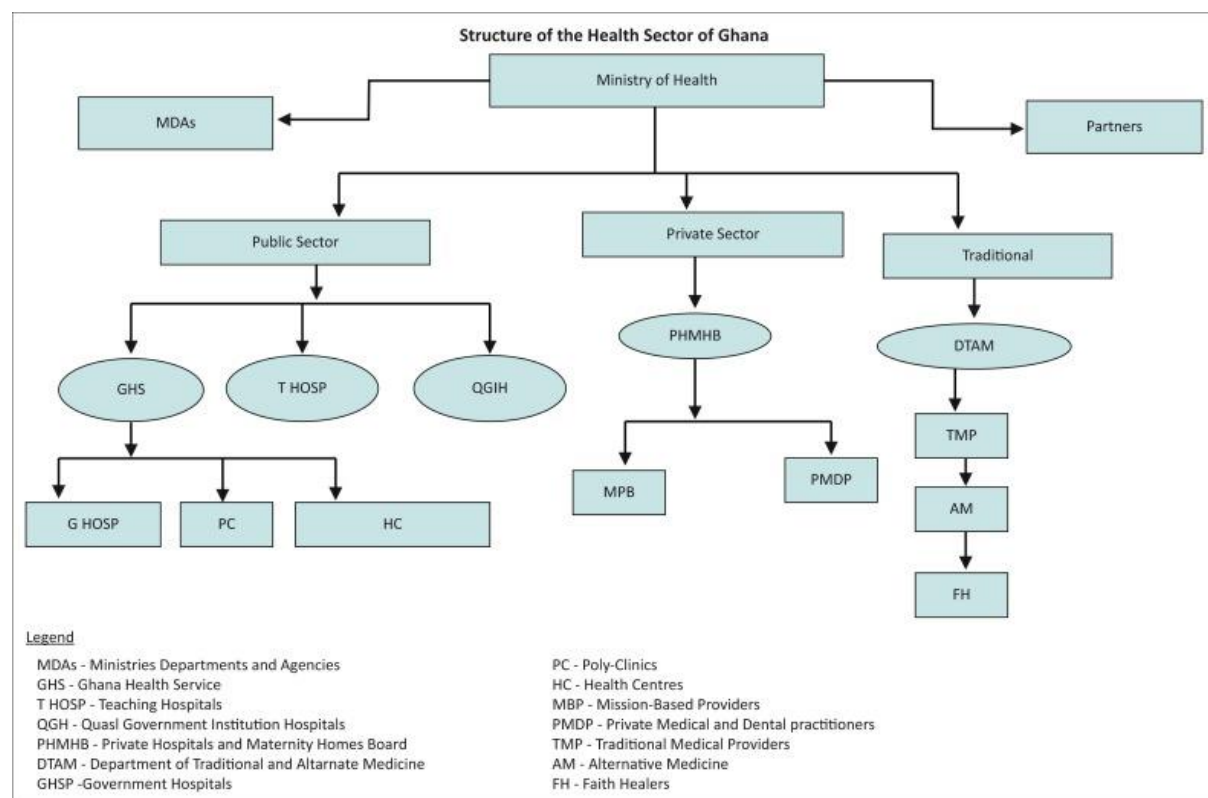 Structure of the Health Sector of Ghana
Ministry of Health
MDAs
Partners
Public Sector
Private Sector
Traditional
GHS
T HOSP
QGIH
PHMHB
DTAM
G HOSP
PC
HC
MPB
PMDP
TMP
AM
FH
Legend
MDAs - Ministries Departments and Agencies
GHS - Ghana Health Service
T HOSP - Teaching Hospitals
QGH - Quasl Government Institution Hospitals
PHMHB - Private Hospitals and Maternity Homes Board
DTAM - Department of Traditional and Altarnate Medicine
GHSP -Government Hospitals
PC - Poly-Clinics
HC - Health Centres
MBP - Mission-Based Providers
PMDP - Private Medical and Dental practitioners
TMP - Traditional Medical Providers
AM - Alternative Medicine
FH - Faith Healers